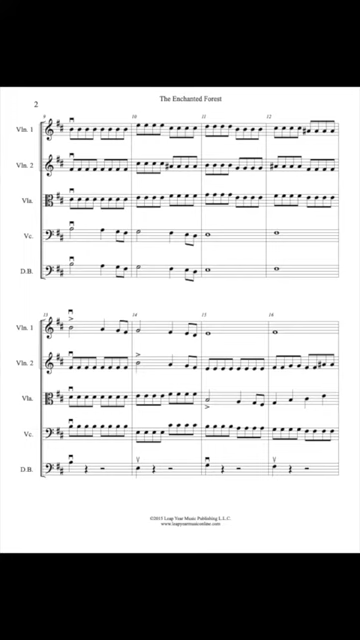 The Enchanted Forest
2
9 10 11 12
Vln. 1
Vln. 2
Vla.
Vc.
D.B.
13 14 15 16
Vln. 1
Vln. 2
Vla.
Vc.
D.B.
©2015 Leap Year Music Publishing L.L.C.
www.leapyearmusiconline.com